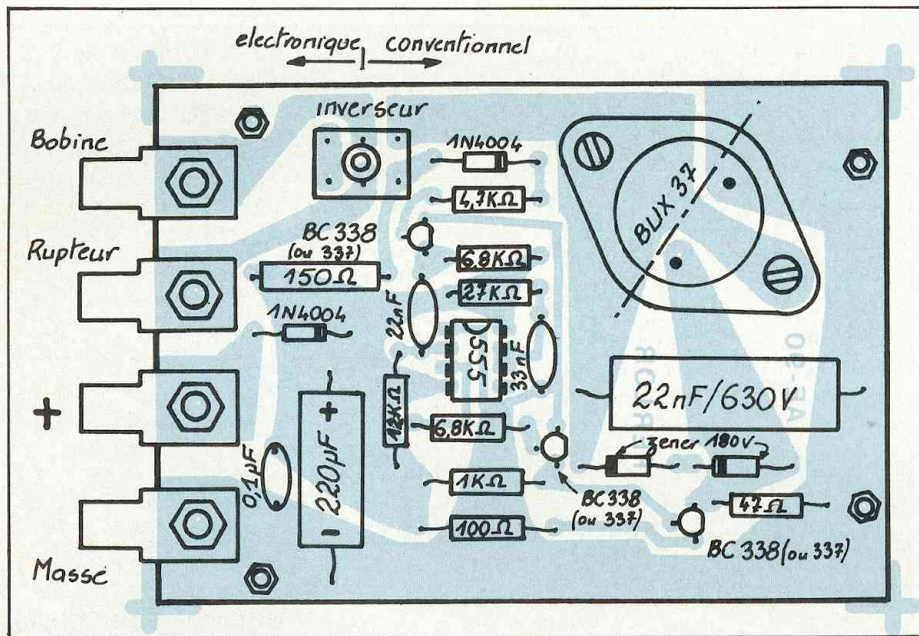 electronique | conventionnel
inverseur
Bobine
1N4004
4,7KΩ
BUX 37
Rupteur
BC 338
(ou 337)
150Ω
6,8KΩ
27KΩ
1N4004
22nF
555
33nF
22nF/630V
+
12KΩ
6,8KΩ
zener 180V
0,1µF
220µF
+
-
1KΩ
BC338
(ou 337)
47Ω
100Ω
BC 338 (ou 337)
Masse